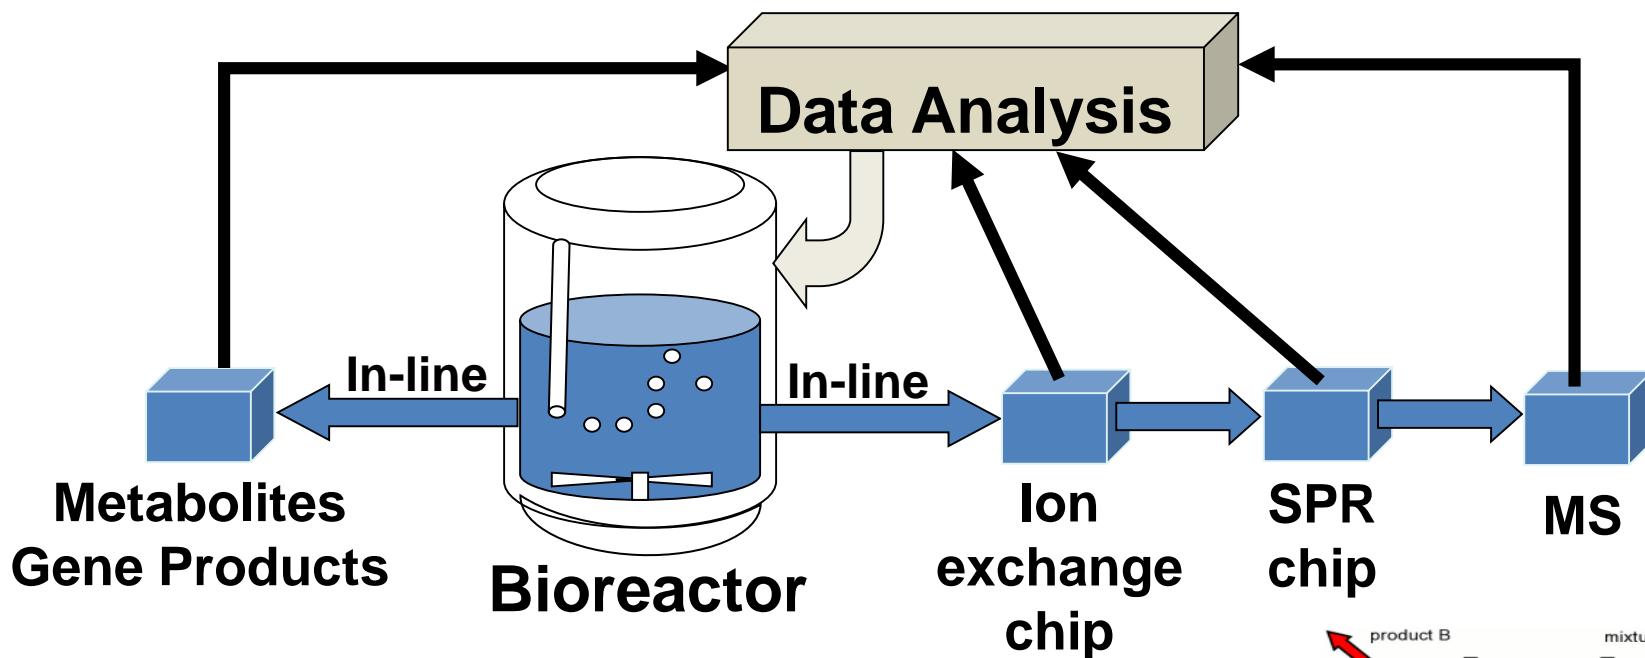 Data Analysis
In-line
In-line
Metabolites
Gene Products
Bioreactor
Ion
exchange
chip
SPR
chip
MS
product B